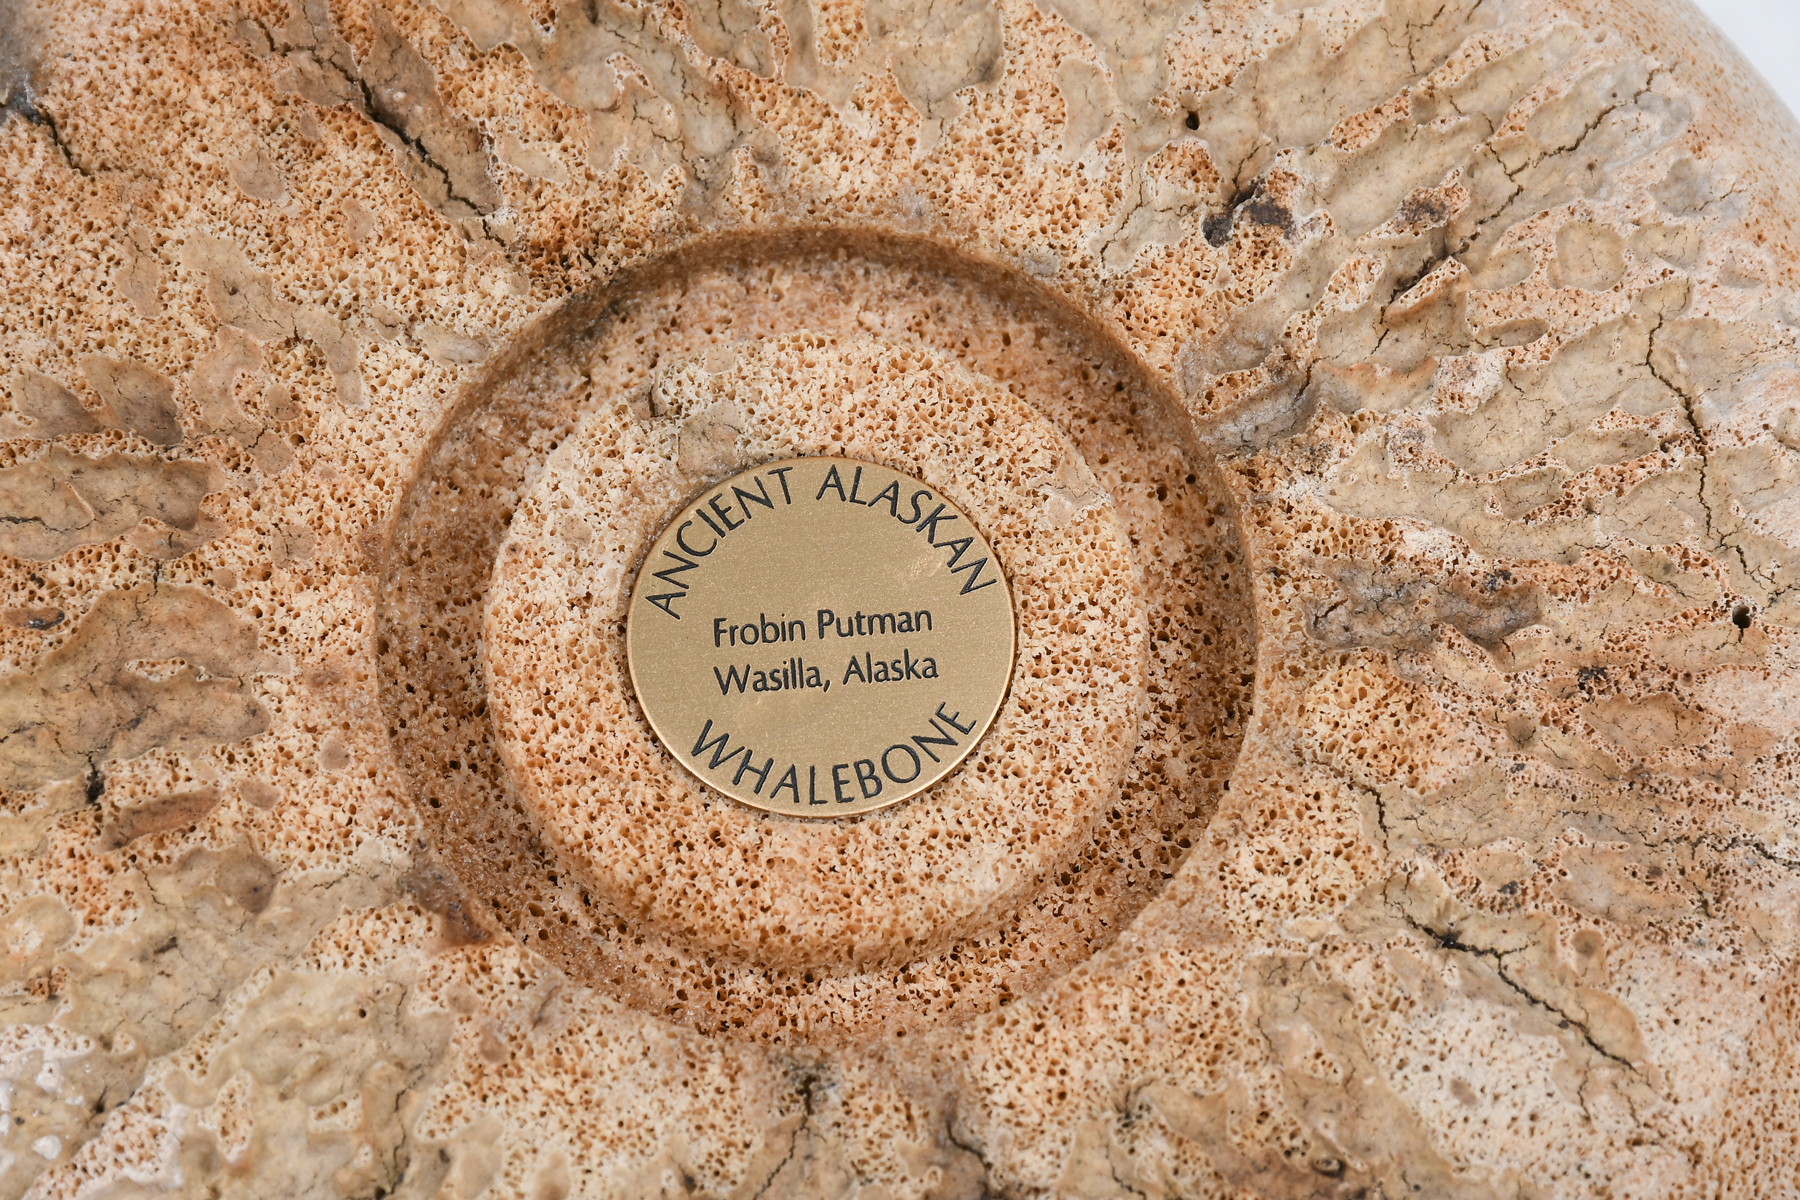 ANCIENT ALASKAN
Frobin Putman
Wasilla, Alaska
WHALEBONE